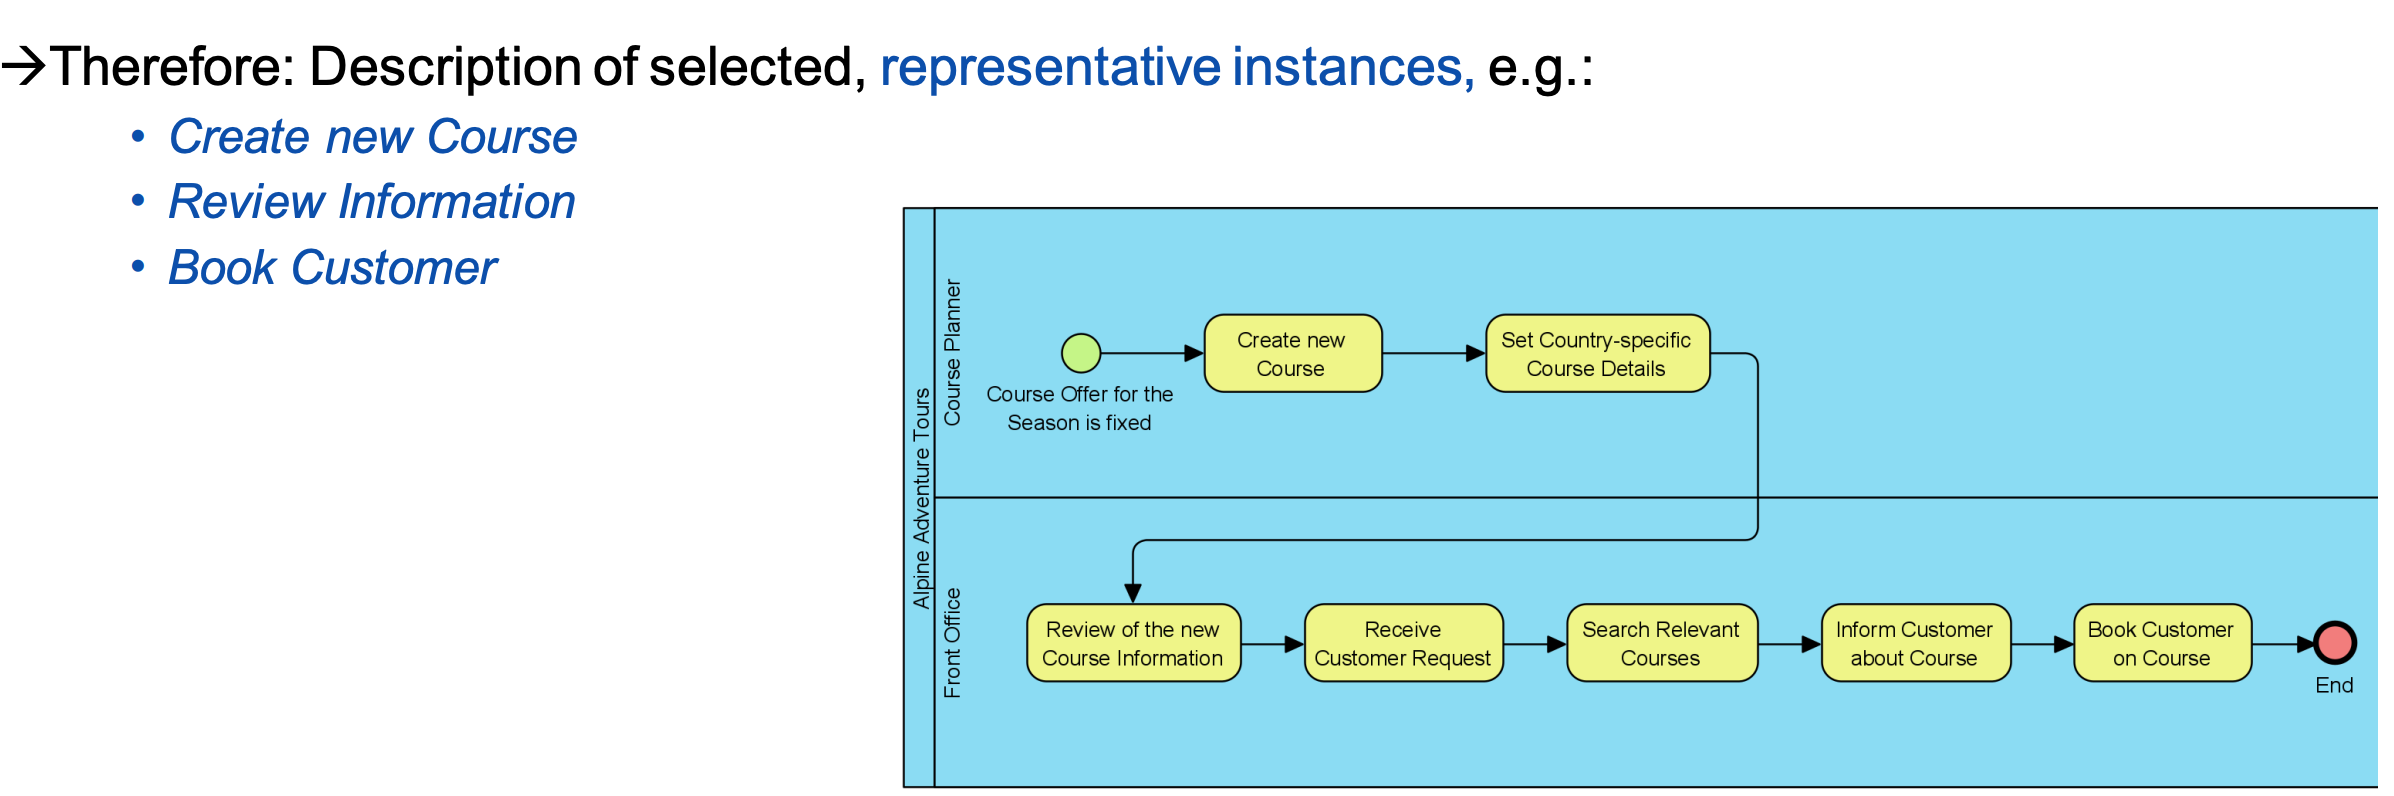 →Therefore: Description of selected, representative instances, e.g.:
• Create new Course
• Review Information
• Book Customer
Alpine Adventure Tours
Course Planner
Course Offer for the
Season is fixed
Create new
Course
Set Country-specific
Course Details
Front Office
Review of the new
Course Information
Receive
Customer Request
Search Relevant
Courses
Inform Customer
about Course
Book Customer
on Course
End